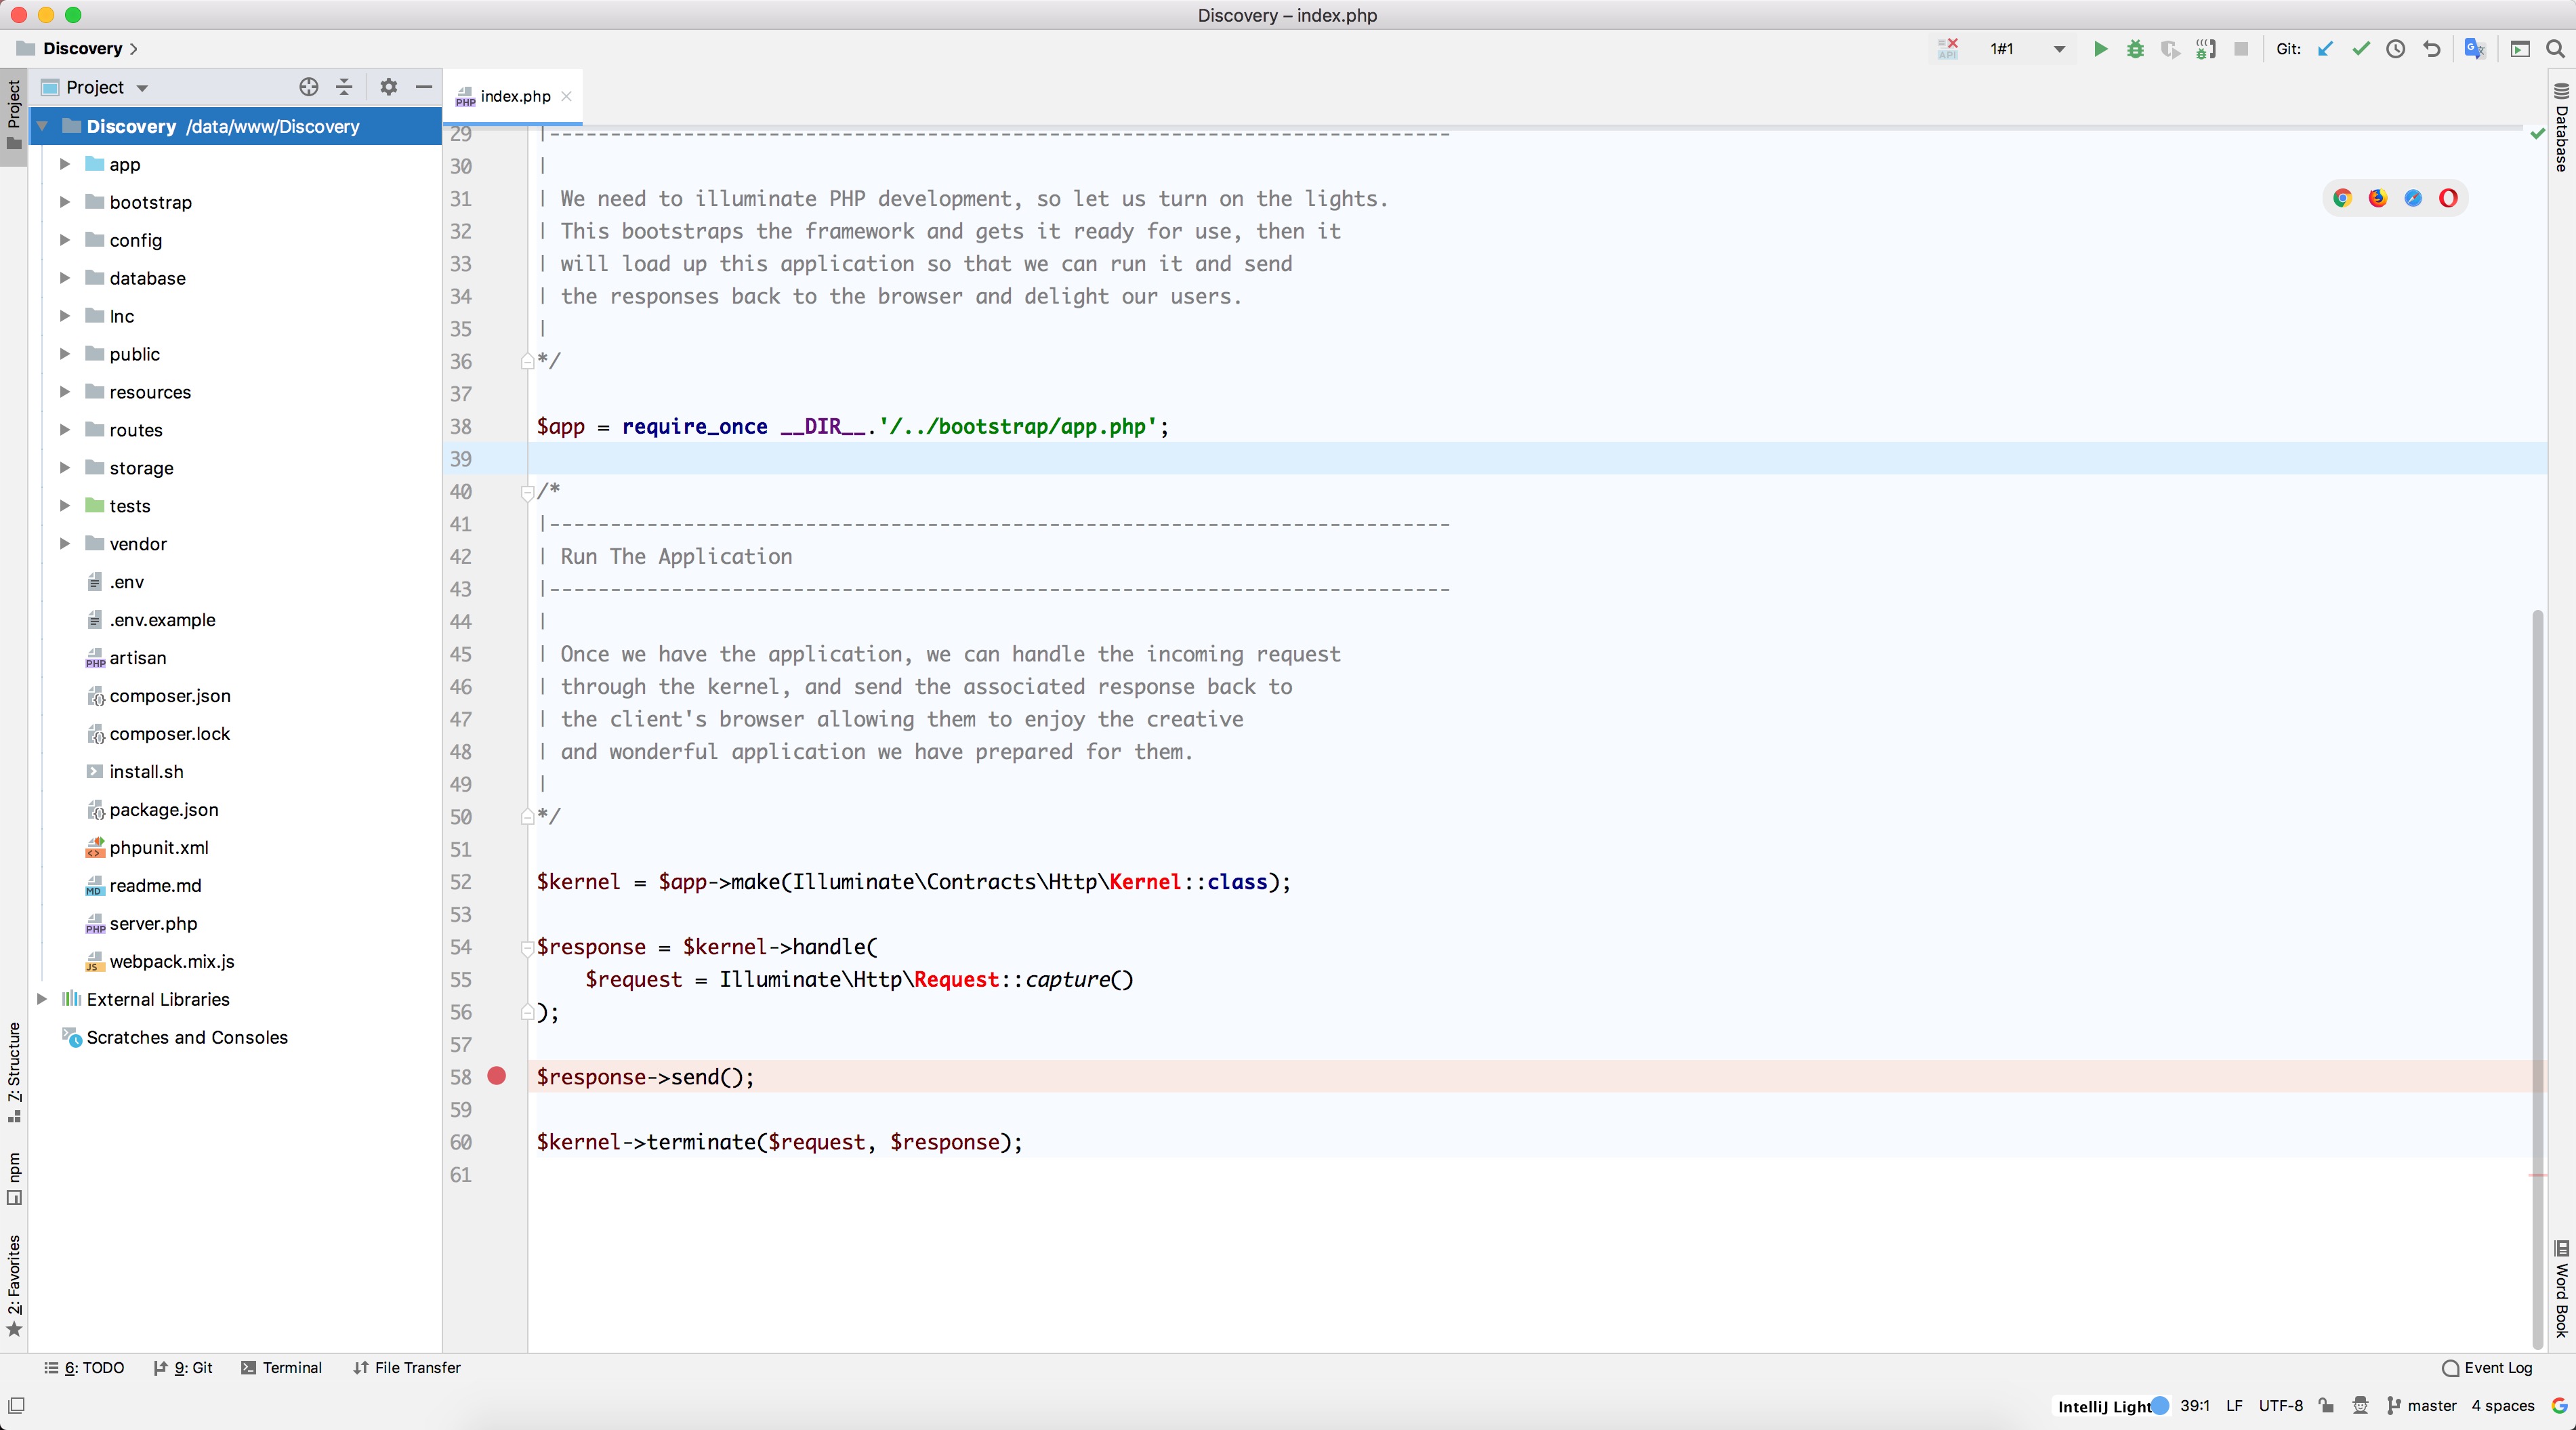 Discovery – index.php
Discovery
API
1#1
Git:
Project
Project
PHP index.php
Database
Discovery /data/www/Discovery
app
bootstrap
config
database
lnc
public
resources
routes
storage
tests
vendor
.env
.env.example
PHP artisan
composer.json
composer.lock
install.sh
package.json
phpunit.xml
MD readme.md
PHP server.php
JS webpack.mix.js
External Libraries
Scratches and Consoles
7: Structure
npm
2: Favorites
29 |--------------------------------------------------------------------------
30 |
31 | We need to illuminate PHP development, so let us turn on the lights.
32 | This bootstraps the framework and gets it ready for use, then it
33 | will load up this application so that we can run it and send
34 | the responses back to the browser and delight our users.
35 |
36 */
37
38 $app = require_once __DIR__.'/../bootstrap/app.php';
39
40 /*
41 |--------------------------------------------------------------------------
42 | Run The Application
43 |--------------------------------------------------------------------------
44 |
45 | Once we have the application, we can handle the incoming request
46 | through the kernel, and send the associated response back to
47 | the client's browser allowing them to enjoy the creative
48 | and wonderful application we have prepared for them.
49 |
50 */
51
52 $kernel = $app->make(Illuminate\Contracts\Http\Kernel::class);
53
54 $response = $kernel->handle(
55     $request = Illuminate\Http\Request::capture()
56 );
57
58 $response->send();
59
60 $kernel->terminate($request, $response);
61
Word Book
6: TODO 9: Git Terminal File Transfer
Event Log
IntelliJ Light 39:1 LF UTF-8 master 4 spaces